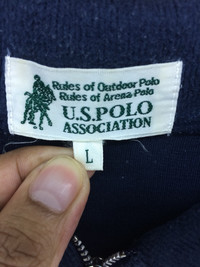 Rules of Outdoor Polo
Rules of Arena Polo
U.S.POLO
ASSOCIATION
L